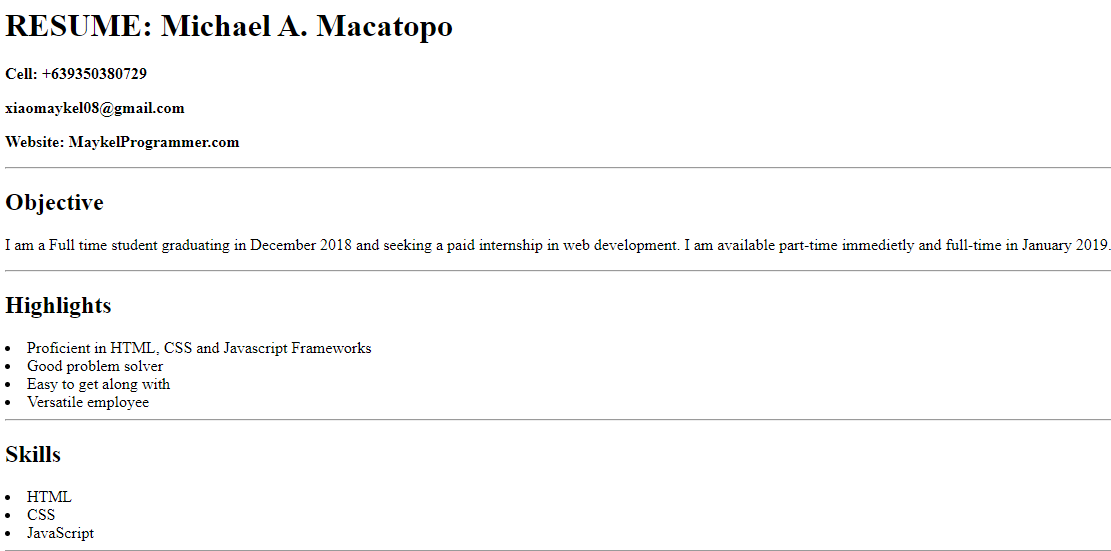 RESUME: Michael A. Macatopo
Cell: +639350380729
xiaomaykel08@gmail.com
Website: MaykelProgrammer.com
Objective
I am a Full time student graduating in December 2018 and seeking a paid internship in web development. I am available part-time immedietly and full-time in January 2019.
Highlights
• Proficient in HTML, CSS and Javascript Frameworks
• Good problem solver
• Easy to get along with
• Versatile employee
Skills
• HTML
• CSS
• JavaScript